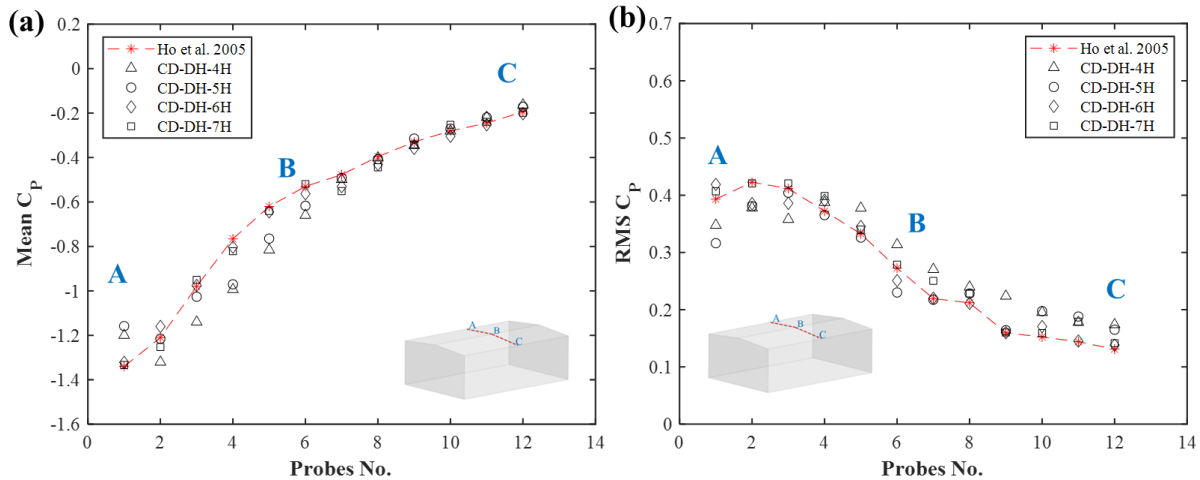 (a)
-0.2
0
-0.2
-0.4
-0.6
-0.8
-1
-1.2
-1.4
-1.6
Mean C_P
Ho et al. 2005
CD-DH-4H
CD-DH-5H
CD-DH-6H
CD-DH-7H
A
B
C
A
B
C
0 2 4 6 8 10 12 14
Probes No.
(b)
0.7
0.6
0.5
0.4
0.3
0.2
0.1
0
RMS C_P
Ho et al. 2005
CD-DH-4H
CD-DH-5H
CD-DH-6H
CD-DH-7H
A
B
C
A
B
C
0 2 4 6 8 10 12 14
Probes No.